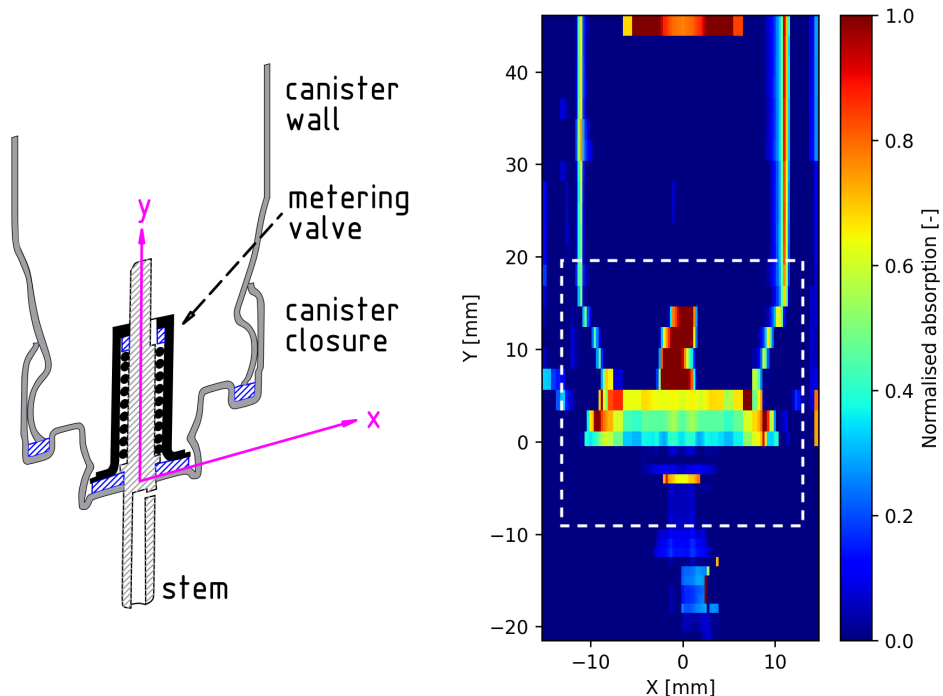 canister
wall
y
metering
valve
canister
closure
x
stem
Y [mm]
40
30
20
10
0
−10
−20
−10
0
10
X [mm]
1.0
0.8
0.6
0.4
0.2
0.0
Normalised absorption [-]